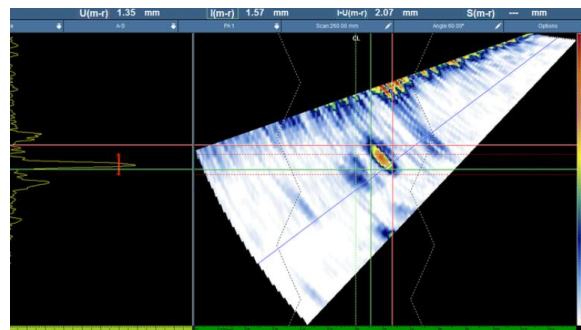 U(m-r) 1.35 mm I(m-r) 1.57 mm I-U(m-r) 2.07 mm S(m-r) --- mm
PA 1 Scan:260.00 mm Angle:60.00° Options
CL